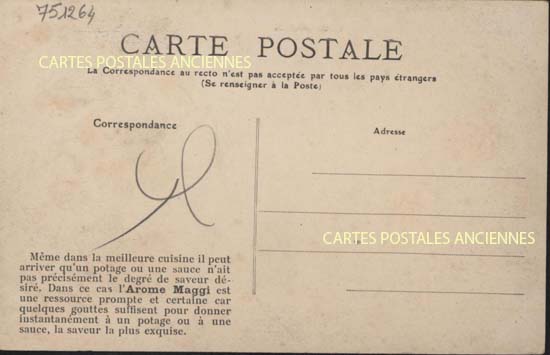 751264
CARTE POSTALE
CARTES POSTALES ANCIENNES
La Correspondance au recto n'est pas acceptée par tous les pays étrangers
(Se renseigner à la Poste)
Correspondance
Adresse
CARTES POSTALES ANCIENNES
Même dans la meilleure cuisine il peut
arriver qu'un potage ou une sauce n'ait
pas précisément le degré de saveur dé-
siré. Dans ce cas l'Arome Maggi est
une ressource prompte et certaine car
quelques gouttes suffisent pour donner
instantanément à un potage ou à une
sauce, la saveur la plus exquise.